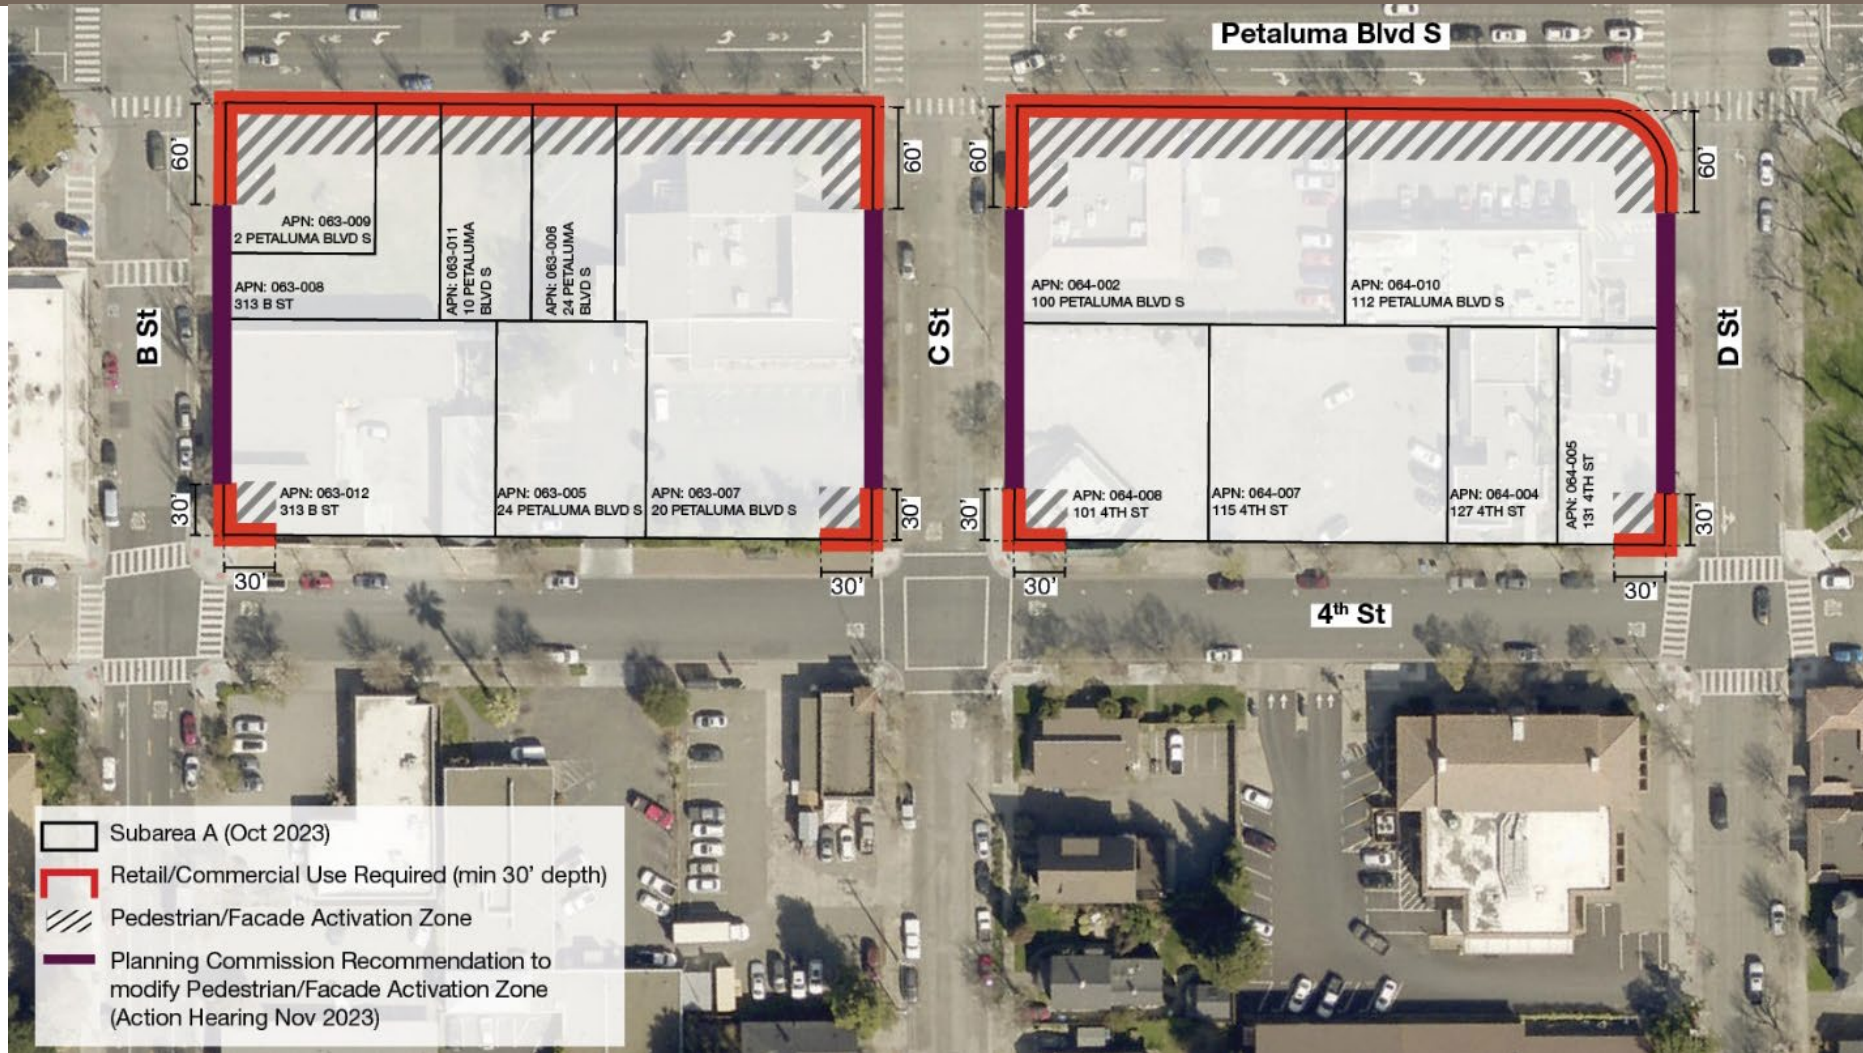 Petaluma Blvd S
60'
60'
60'
60'
APN: 063-009
2 PETALUMA BLVD S
APN: 063-008
313 B ST
APN: 063-011
10 PETALUMA
BLVD S
APN: 063-006
24 PETALUMA
BLVD S
APN: 064-002
100 PETALUMA BLVD S
APN: 064-010
112 PETALUMA BLVD S
B St
C St
D St
30'
APN: 063-012
313 B ST
APN: 063-005
24 PETALUMA BLVD S
APN: 063-007
20 PETALUMA BLVD S
30'
30'
APN: 064-008
101 4TH ST
APN: 064-007
115 4TH ST
APN: 064-004
127 4TH ST
APN: 064-005
131 4TH ST
30'
30'
30'
30'
30'
4th St
Subarea A (Oct 2023)
Retail/Commercial Use Required (min 30' depth)
Pedestrian/Facade Activation Zone
Planning Commission Recommendation to
modify Pedestrian/Facade Activation Zone
(Action Hearing Nov 2023)